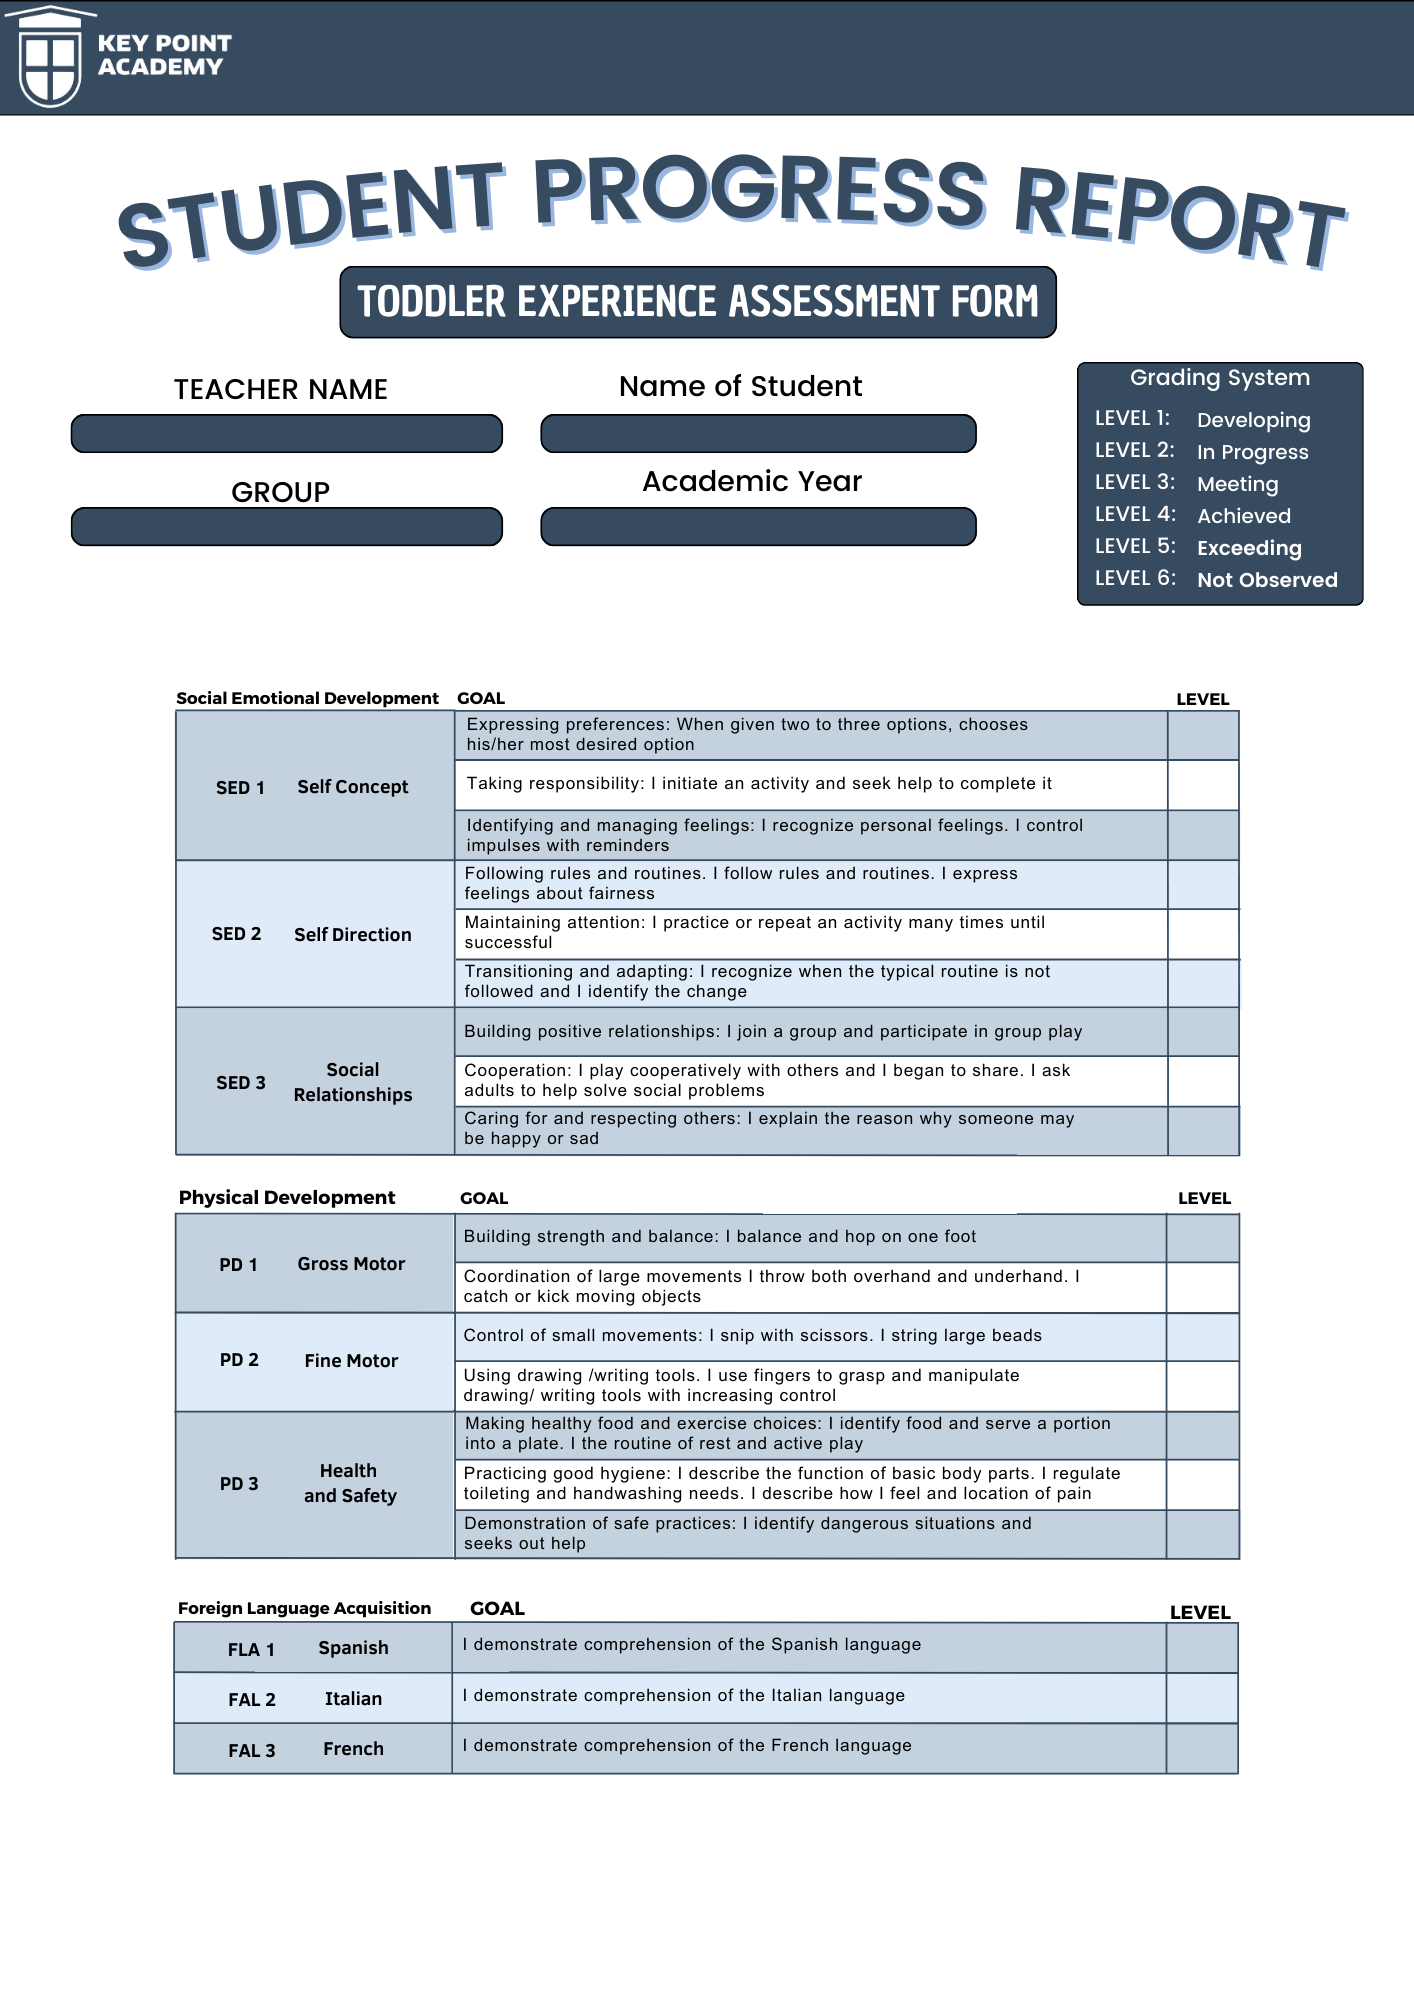 KEY POINT
ACADEMY
STUDENT PROGRESS REPORT
TODDLER EXPERIENCE ASSESSMENT FORM
TEACHER NAME
Name of Student
GROUP
Academic Year
Grading System
LEVEL 1: Developing
LEVEL 2: In Progress
LEVEL 3: Meeting
LEVEL 4: Achieved
LEVEL 5: Exceeding
LEVEL 6: Not Observed
Social Emotional Development GOAL LEVEL
SED 1 Self Concept
Expressing preferences: When given two to three options, chooses
his/her most desired option
Taking responsibility: I initiate an activity and seek help to complete it
Identifying and managing feelings: I recognize personal feelings. I control
impulses with reminders
SED 2 Self Direction
Following rules and routines. I follow rules and routines. I express
feelings about fairness
Maintaining attention: I practice or repeat an activity many times until
successful
Transitioning and adapting: I recognize when the typical routine is not
followed and I identify the change
SED 3 Social
Relationships
Building positive relationships: I join a group and participate in group play
Cooperation: I play cooperatively with others and I began to share. I ask
adults to help solve social problems
Caring for and respecting others: I explain the reason why someone may
be happy or sad
Physical Development GOAL LEVEL
PD 1 Gross Motor
Building strength and balance: I balance and hop on one foot
Coordination of large movements I throw both overhand and underhand. I
catch or kick moving objects
PD 2 Fine Motor
Control of small movements: I snip with scissors. I string large beads
Using drawing /writing tools. I use fingers to grasp and manipulate
drawing/ writing tools with increasing control
PD 3 Health
and Safety
Making healthy food and exercise choices: I identify food and serve a portion
into a plate. I the routine of rest and active play
Practicing good hygiene: I describe the function of basic body parts. I regulate
toileting and handwashing needs. I describe how I feel and location of pain
Demonstration of safe practices: I identify dangerous situations and
seeks out help
Foreign Language Acquisition GOAL LEVEL
FLA 1 Spanish I demonstrate comprehension of the Spanish language
FAL 2 Italian I demonstrate comprehension of the Italian language
FAL 3 French I demonstrate comprehension of the French language